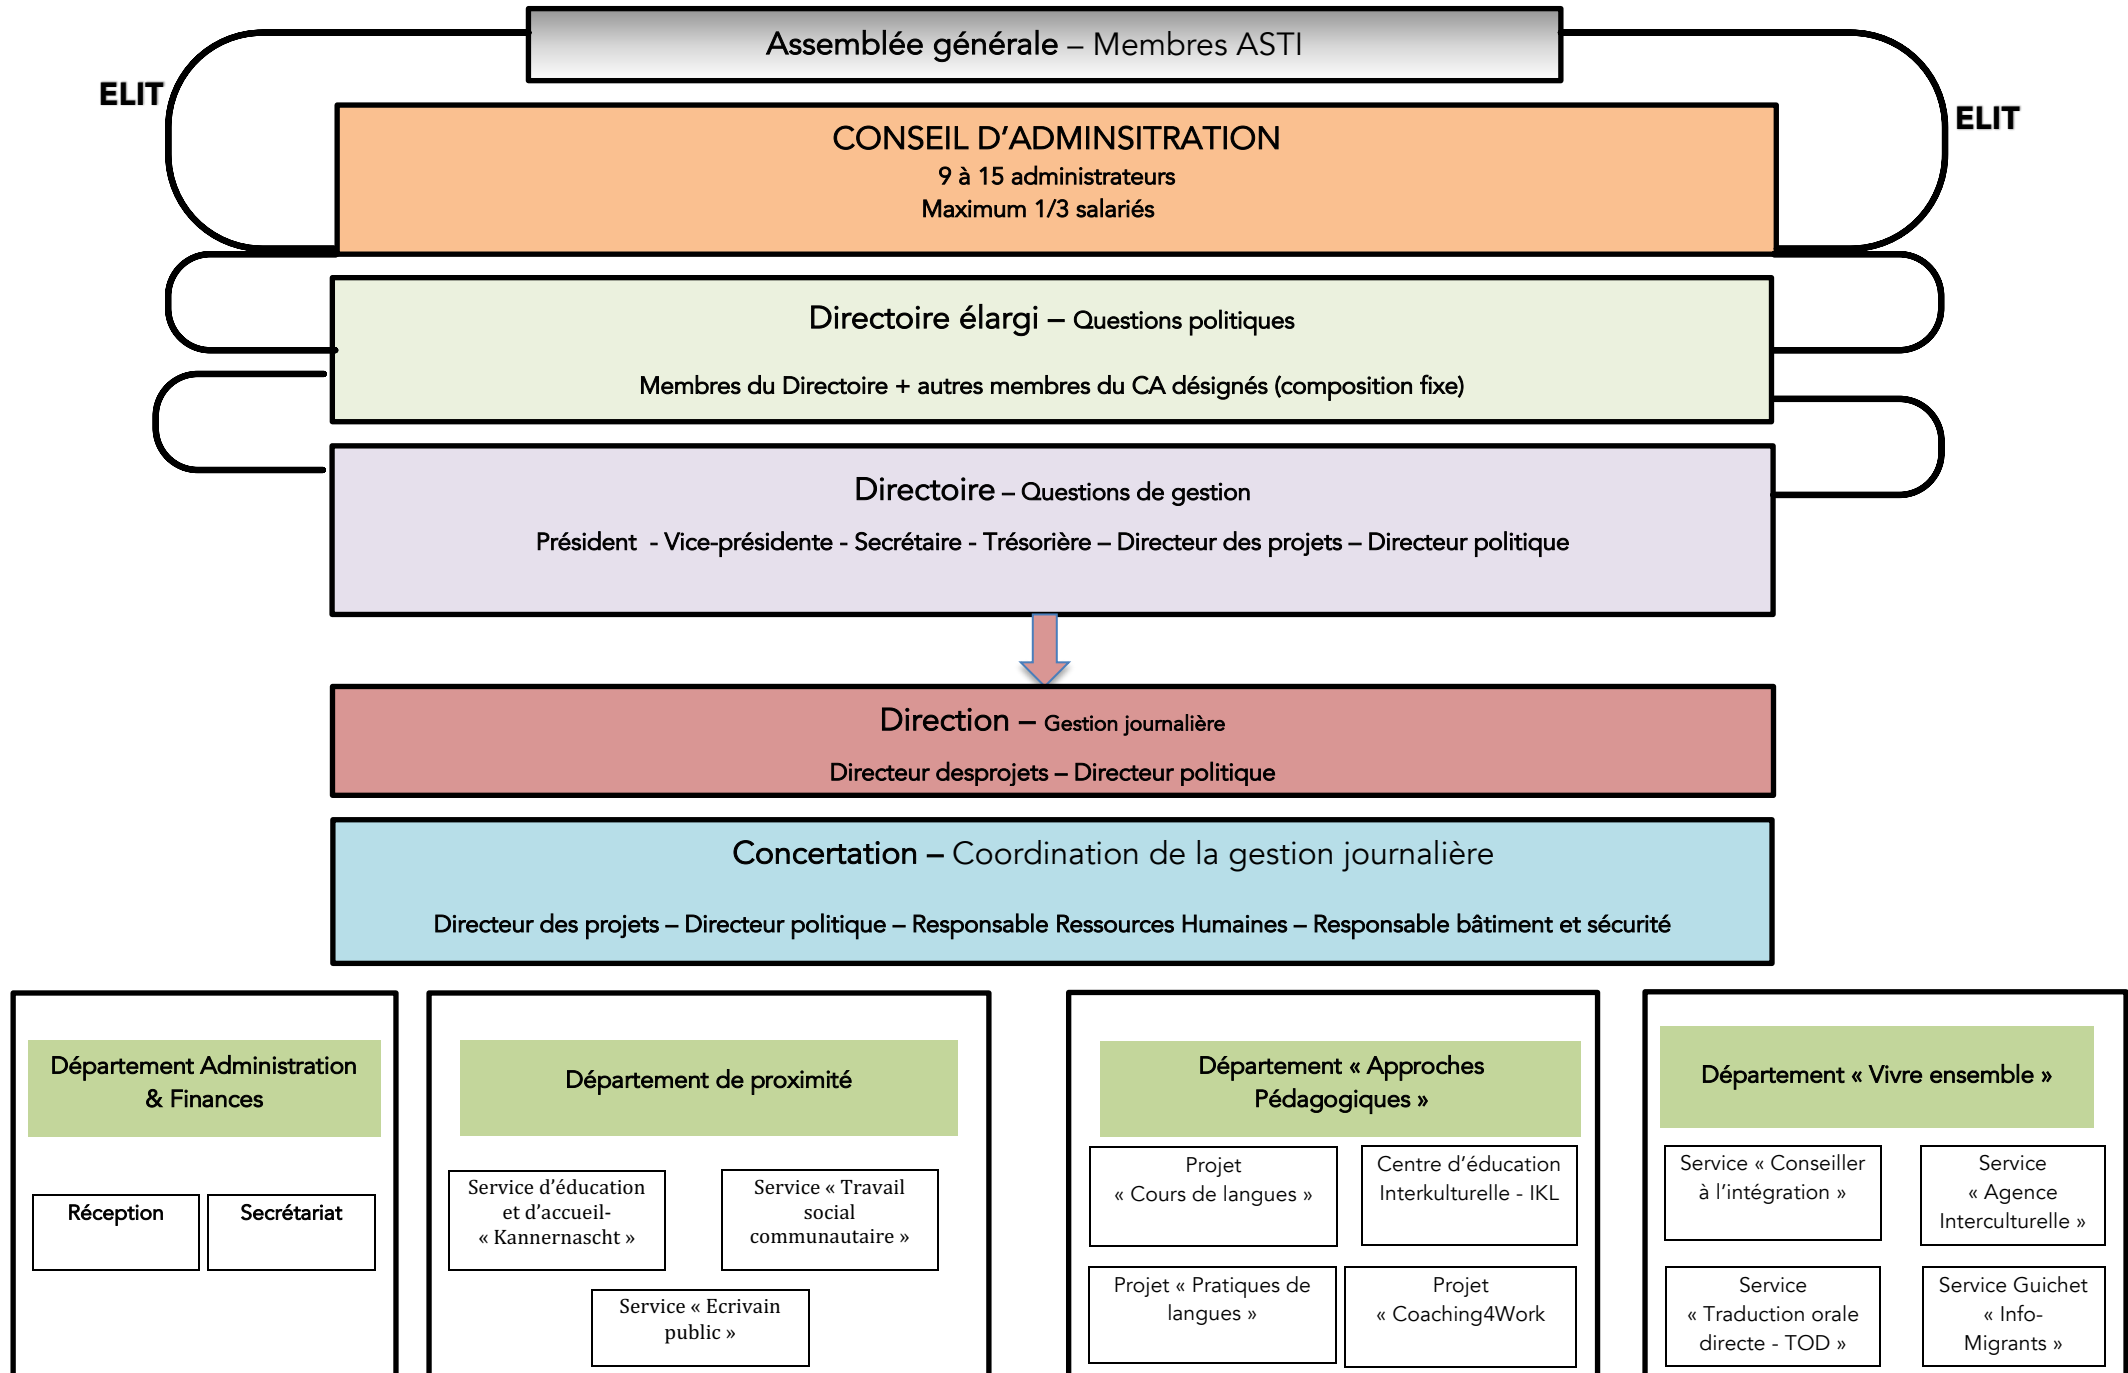 Assemblée générale – Membres ASTI
ELIT
ELIT
CONSEIL D'ADMINSITRATION
9 à 15 administrateurs
Maximum 1/3 salariés
Directoire élargi – Questions politiques
Membres du Directoire + autres membres du CA désignés (composition fixe)
Directoire – Questions de gestion
Président - Vice-présidente - Secrétaire - Trésorière – Directeur des projets – Directeur politique
Direction – Gestion journalière
Directeur desprojets – Directeur politique
Concertation – Coordination de la gestion journalière
Directeur des projets – Directeur politique – Responsable Ressources Humaines – Responsable bâtiment et sécurité
Département Administration
& Finances
Réception
Secrétariat
Département de proximité
Service d'éducation
et d'accueil-
« Kannernascht »
Service « Travail
social
communautaire »
Service « Ecrivain
public »
Département « Approches
Pédagogiques »
Projet
« Cours de langues »
Centre d'éducation
Interkulturelle - IKL
Projet « Pratiques de
langues »
Projet
« Coaching4Work
Département « Vivre ensemble »
Service « Conseiller
à l'intégration »
Service
« Agence
Interculturelle »
Service
« Traduction orale
directe - TOD »
Service Guichet
« Info-
Migrants »